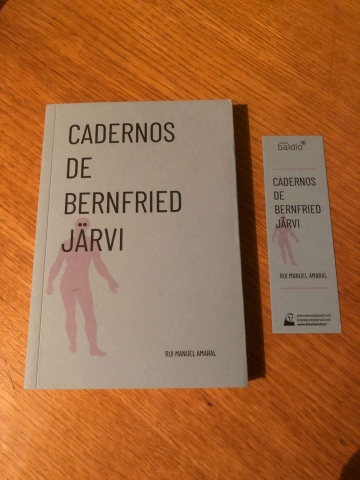 CADERNOS
DE
BERNFRIED
JÄRVI
RUI MANUEL AMARAL
baldio
CADERNOS
DE
BERNFRIED
JÄRVI
RUI MANUEL AMARAL